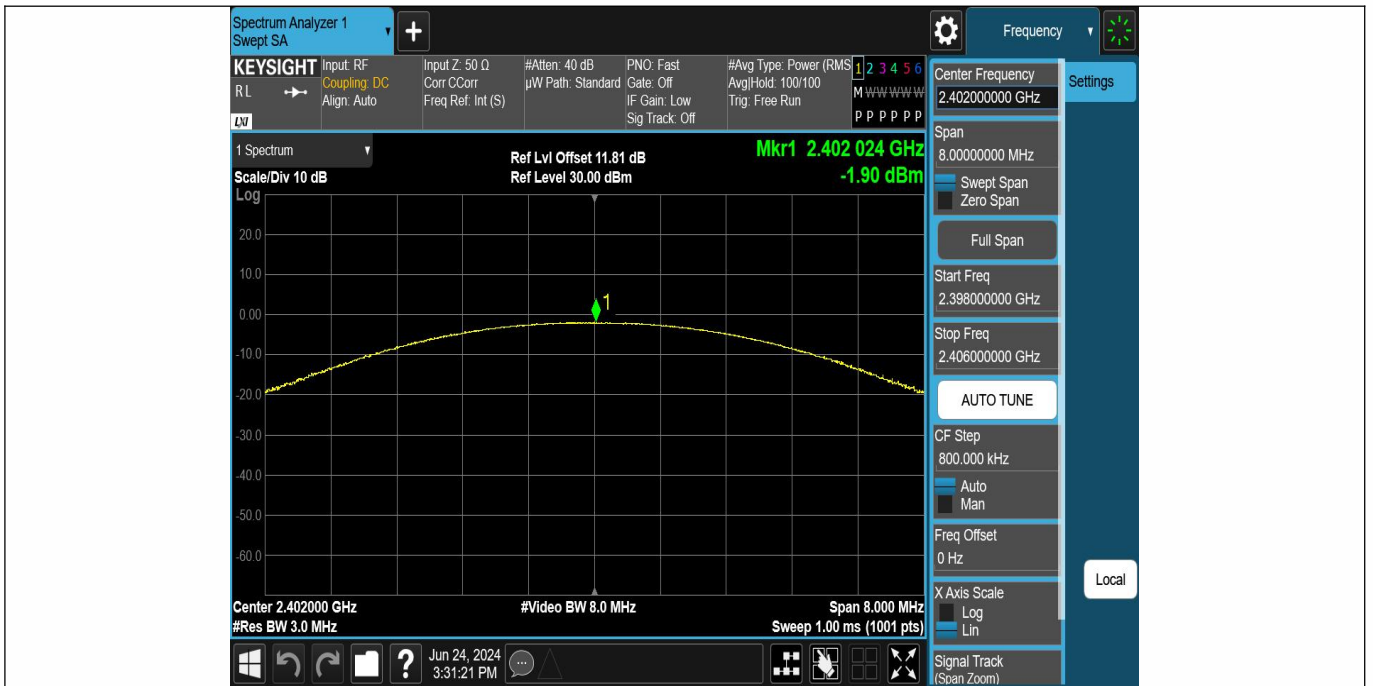 Spectrum Analyzer 1
Swept SA
+
Frequency
KEYSIGHT
RL
LXI
Input: RF
Coupling: DC
Align: Auto
Input Z: 50 Ω
Corr CCorr
Freq Ref: Int (S)
#Atten: 40 dB
µW Path: Standard
PNO: Fast
Gate: Off
IF Gain: Low
Sig Track: Off
#Avg Type: Power (RMS
Avg|Hold: 100/100
Trig: Free Run
1 2 3 4 5 6
M W W W W W
P P P P P P
1 Spectrum
Scale/Div 10 dB
Log
Ref Lvl Offset 11.81 dB
Ref Level 30.00 dBm
Mkr1 2.402 024 GHz
-1.90 dBm
20.0
10.0
0.00
-10.0
-20.0
-30.0
-40.0
-50.0
-60.0
1
Center 2.402000 GHz
#Res BW 3.0 MHz
#Video BW 8.0 MHz
Span 8.000 MHz
Sweep 1.00 ms (1001 pts)
Center Frequency
2.402000000 GHz
Span
8.00000000 MHz
Swept Span
Zero Span
Full Span
Start Freq
2.398000000 GHz
Stop Freq
2.406000000 GHz
AUTO TUNE
CF Step
800.000 kHz
Auto
Man
Freq Offset
0 Hz
X Axis Scale
Log
Lin
Signal Track
(Span Zoom)
Settings
Local
?
Jun 24, 2024
3:31:21 PM